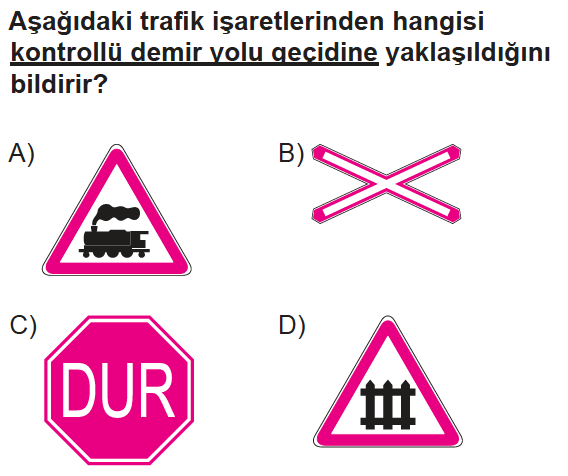 Aşağıdaki trafik işaretlerinden hangisi
kontrollü demir yolu geçidine yaklaşıldığını
bildirir?
A)
B)
C)
DUR
D)